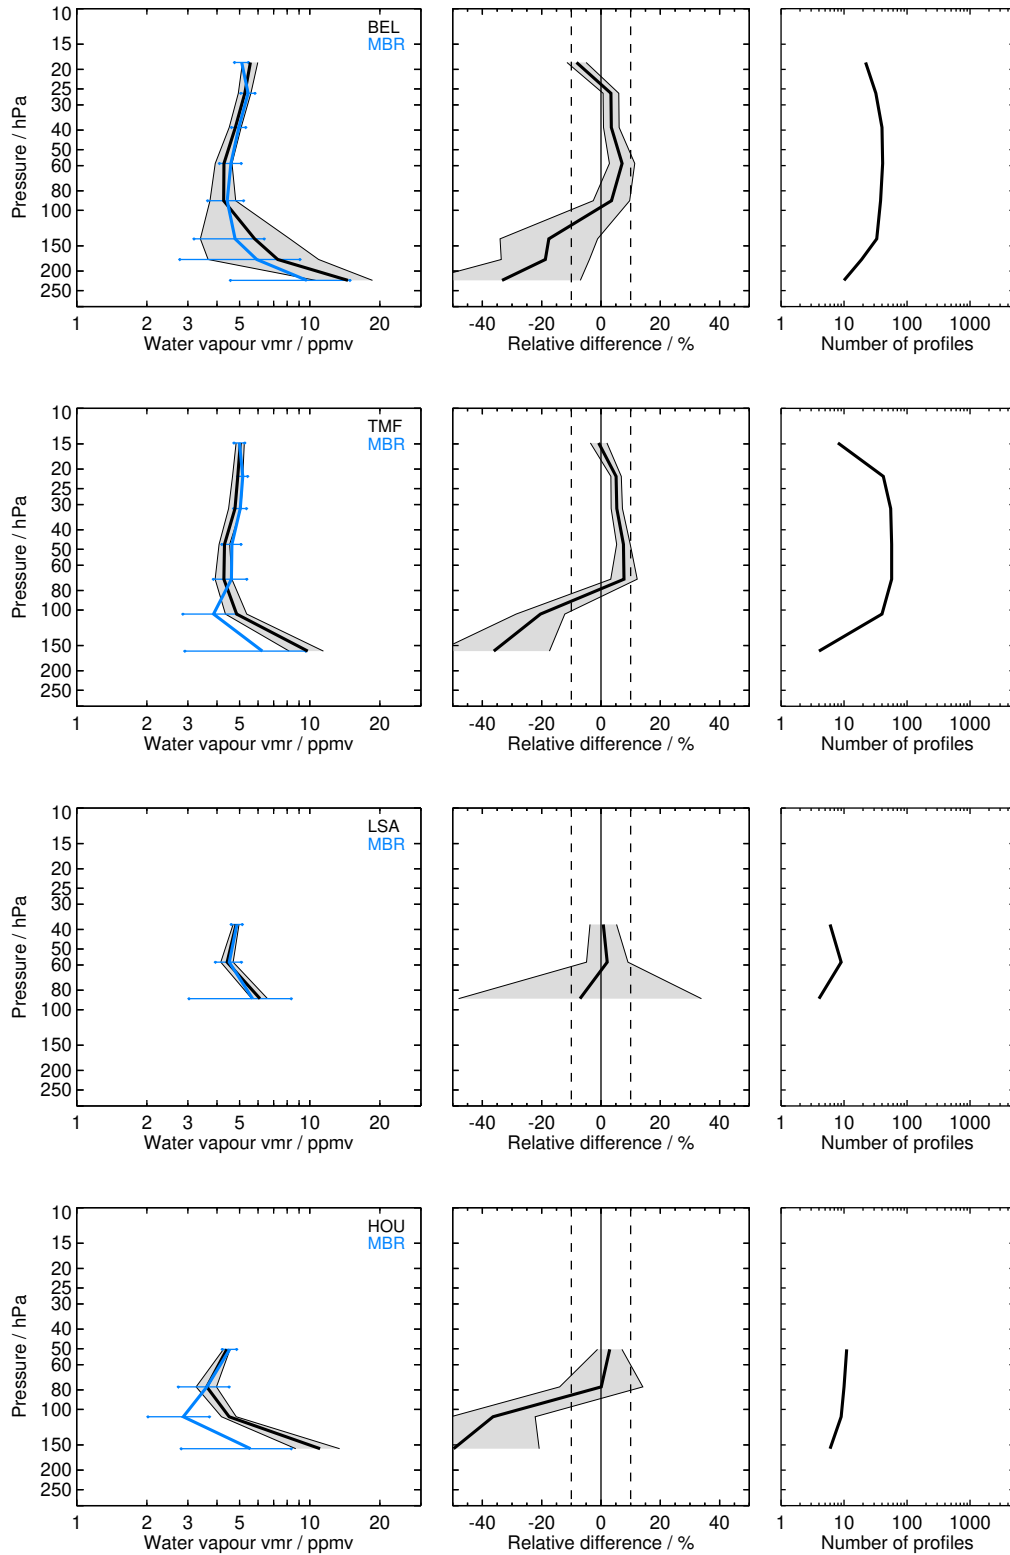 BEL
MBR
Pressure / hPa
10
15
20
25
30
40
60
80
100
150
200
250
1 2 3 5 10 20
Water vapour vmr / ppmv
-40 -20 0 20 40
Relative difference / %
1 10 100 1000
Number of profiles
TMF
MBR
Pressure / hPa
10
15
20
25
30
40
50
60
80
100
150
200
250
1 2 3 5 10 20
Water vapour vmr / ppmv
-40 -20 0 20 40
Relative difference / %
1 10 100 1000
Number of profiles
LSA
MBR
Pressure / hPa
10
15
20
25
30
40
50
60
80
100
150
200
250
1 2 3 5 10 20
Water vapour vmr / ppmv
-40 -20 0 20 40
Relative difference / %
1 10 100 1000
Number of profiles
HOU
MBR
Pressure / hPa
10
15
20
25
30
40
50
60
80
100
150
200
250
1 2 3 5 10 20
Water vapour vmr / ppmv
-40 -20 0 20 40
Relative difference / %
1 10 100 1000
Number of profiles